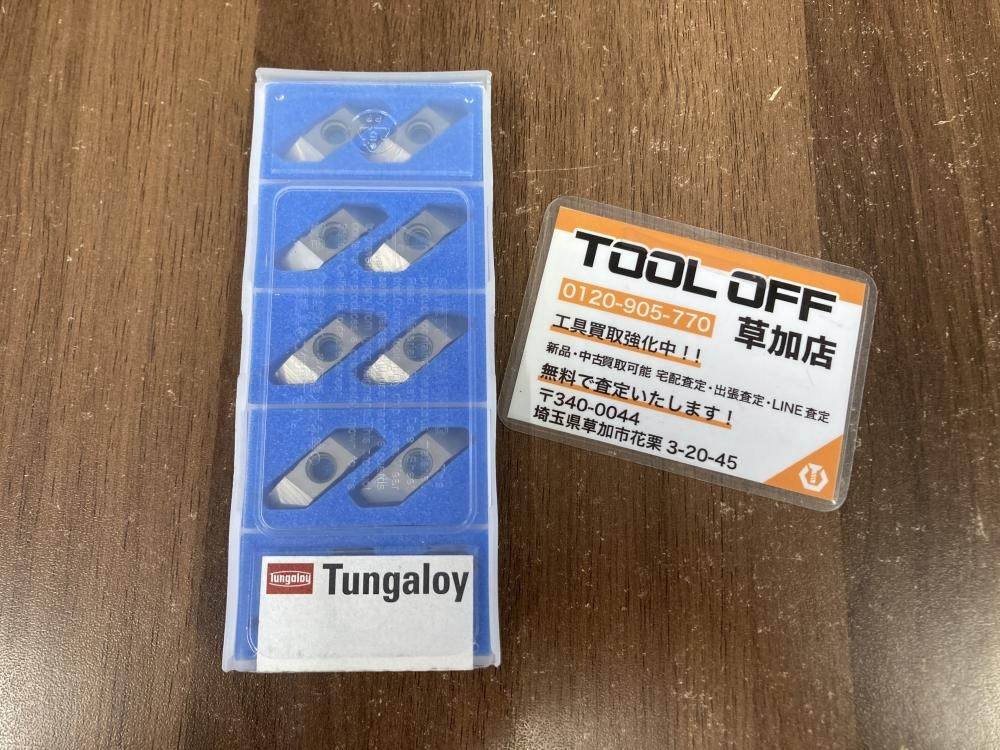 Tungaloy
Tungaloy
TOOL OFF
0120-905-770
草加店
工具買取強化中!!
新品・中古買取可能 宅配査定・出張査定・LINE査定
無料で査定いたします!
〒340-0044
埼玉県草加市花栗 3-20-45